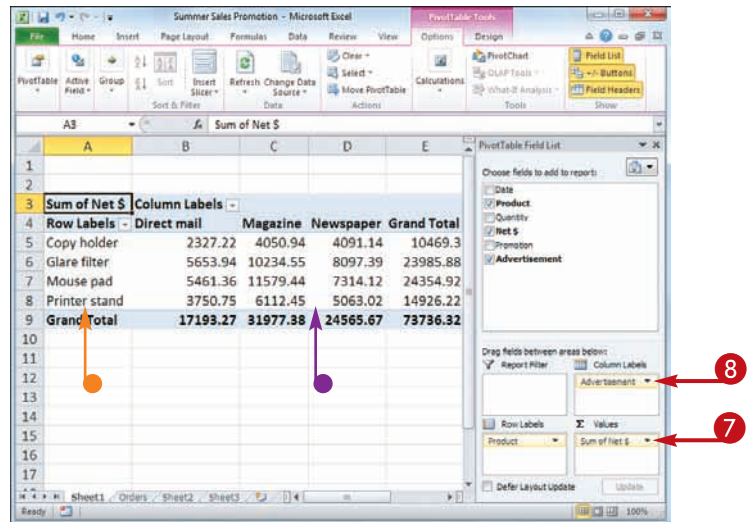 Summer Sales Promotion - Microsoft Excel PivotTable Tools
File Home Insert Page Layout Formulas Data Review View Options Design
PivotTable Active Field Group Sort Insert Slicer Refresh Change Data Source Clear Select Move PivotTable Calculations PivotChart OLAP Tools What-If Analysis Field List +/- Buttons Field Headers
Sort & Filter Data Actions Tools Show
A3 fx Sum of Net $
PivotTable Field List
A B C D E
Choose fields to add to report:
Date
Product
Quantity
Net $
Promotion
Advertisement
1
2
3 Sum of Net $ Column Labels
4 Row Labels Direct mail Magazine Newspaper Grand Total
5 Copy holder 2327.22 4050.94 4091.14 10469.3
6 Glare filter 5653.94 10234.55 8097.39 23985.88
7 Mouse pad 5461.36 11579.44 7314.12 24354.92
8 Printer stand 3750.75 6112.45 5063.02 14926.22
9 Grand Total 17193.27 31977.38 24565.67 73736.32
10
11
12
13
14
15
16
17
Drag fields between areas below:
Report Filter Column Labels
Advertisement 8
Row Labels Σ Values
Product Sum of Net $ 7
Defer Layout Update Update
Sheet1 Orders Sheet2 Sheet3
Ready 100%